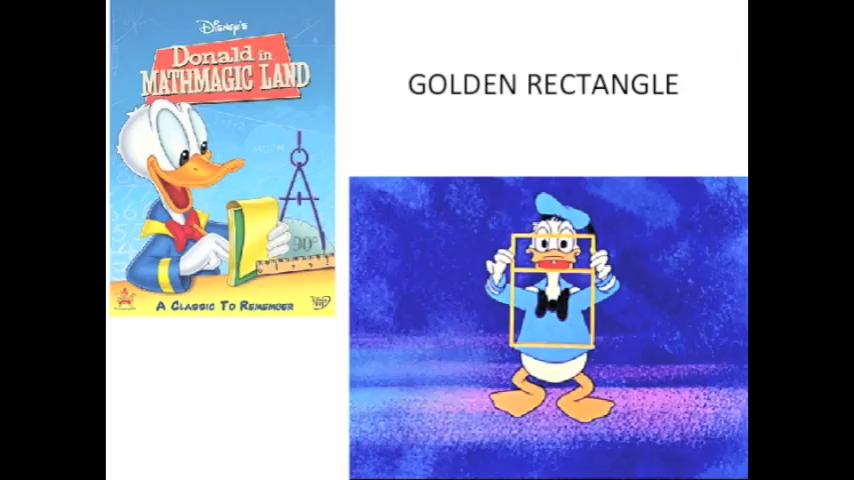 Disney's
Donald in
MATHMAGIC LAND
GOLDEN RECTANGLE
90°
A CLASSIC TO REMEMBER